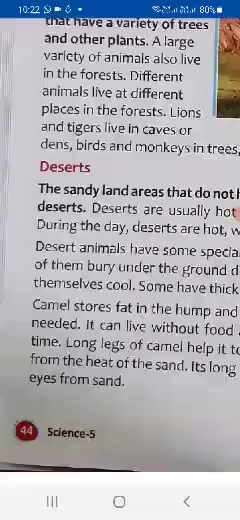 10:22
80%
that have a variety of trees
and other plants. A large
variety of animals also live
in the forests. Different
animals live at different
places in the forests. Lions
and tigers live in caves or
dens, birds and monkeys in trees,
Deserts
The sandy land areas that do not
deserts. Deserts are usually hot
During the day, deserts are hot, w
Desert animals have some specia
of them bury under the ground d
themselves cool. Some have thick
Camel stores fat in the hump and
needed. It can live without food
time. Long legs of camel help it to
from the heat of the sand. Its long
eyes from sand.
44 Science-5